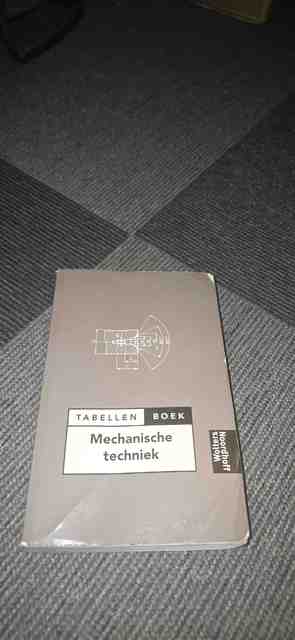 TABELLEN BOEK
Mechanische
techniek
Wolters
Noordhoff